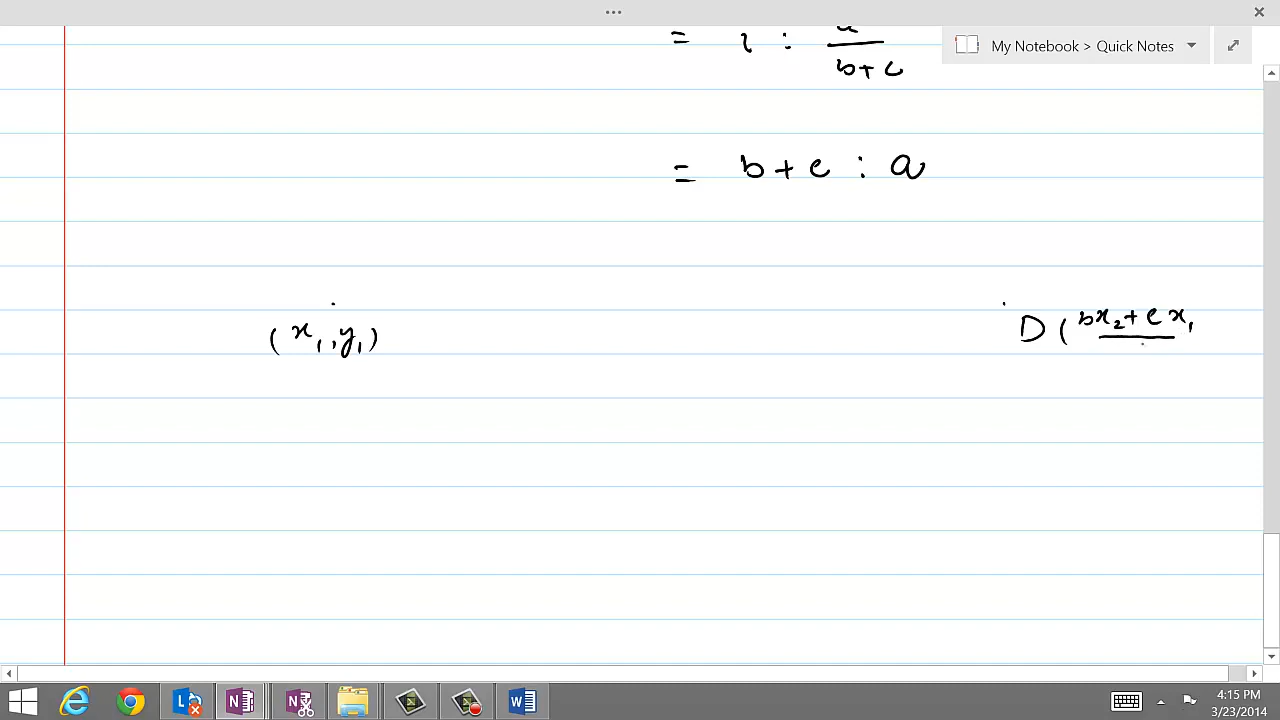 ...
= 1 : a/b+c
My Notebook > Quick Notes
= b+c : a
(x₁,y₁)
D (bx₂+cx₁
4:15 PM
3/23/2014